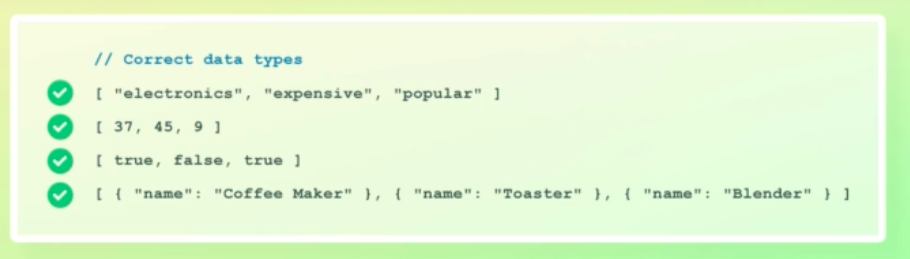 // Correct data types
[ "electronics", "expensive", "popular" ]
[ 37, 45, 9 ]
[ true, false, true ]
[ { "name": "Coffee Maker" }, { "name": "Toaster" }, { "name": "Blender" } ]